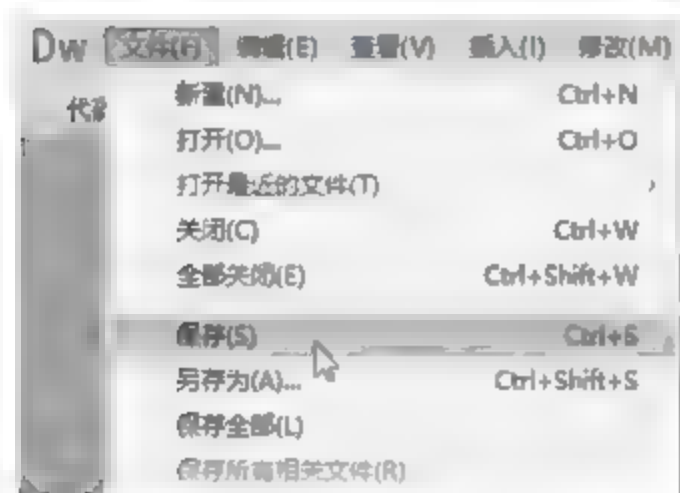 Dw 文件(F) 编辑(E) 查看(V) 插入(I) 修改(M)
代
新建(N)... Ctrl+N
打开(O)... Ctrl+O
打开最近的文件(T) ›
关闭(C) Ctrl+W
全部关闭(E) Ctrl+Shift+W
保存(S) Ctrl+S
另存为(A)... Ctrl+Shift+S
保存全部(L)
保存所有相关文件(R)